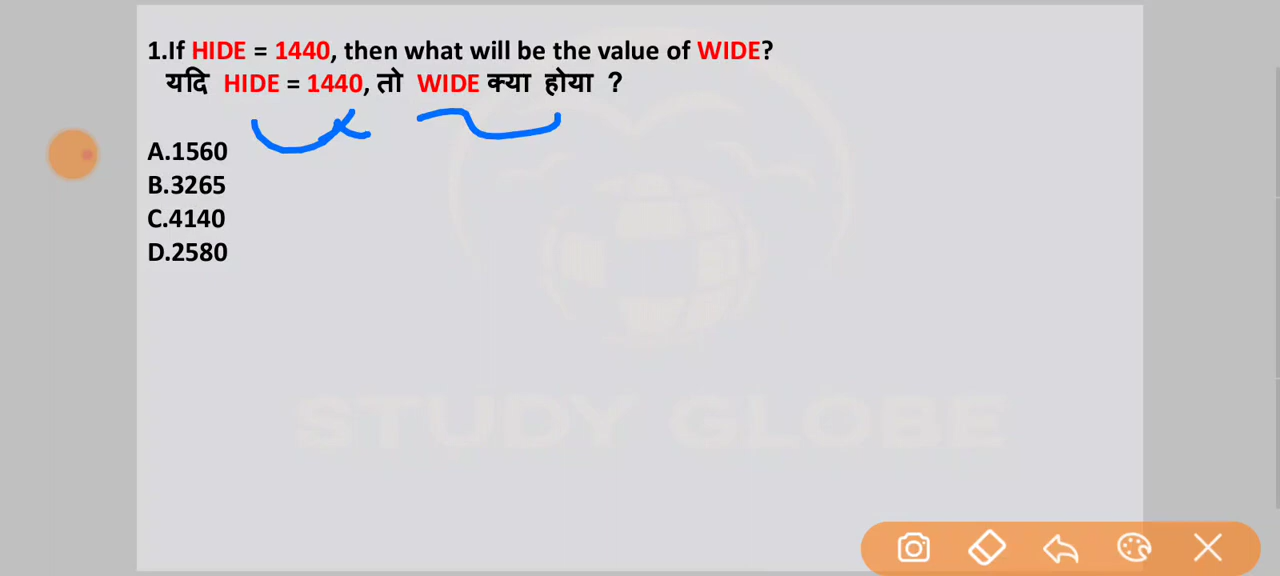 1.If HIDE = 1440, then what will be the value of WIDE?
यदि HIDE = 1440, तो WIDE क्या होया ?
A.1560
B.3265
C.4140
D.2580
STUDY GLOBE